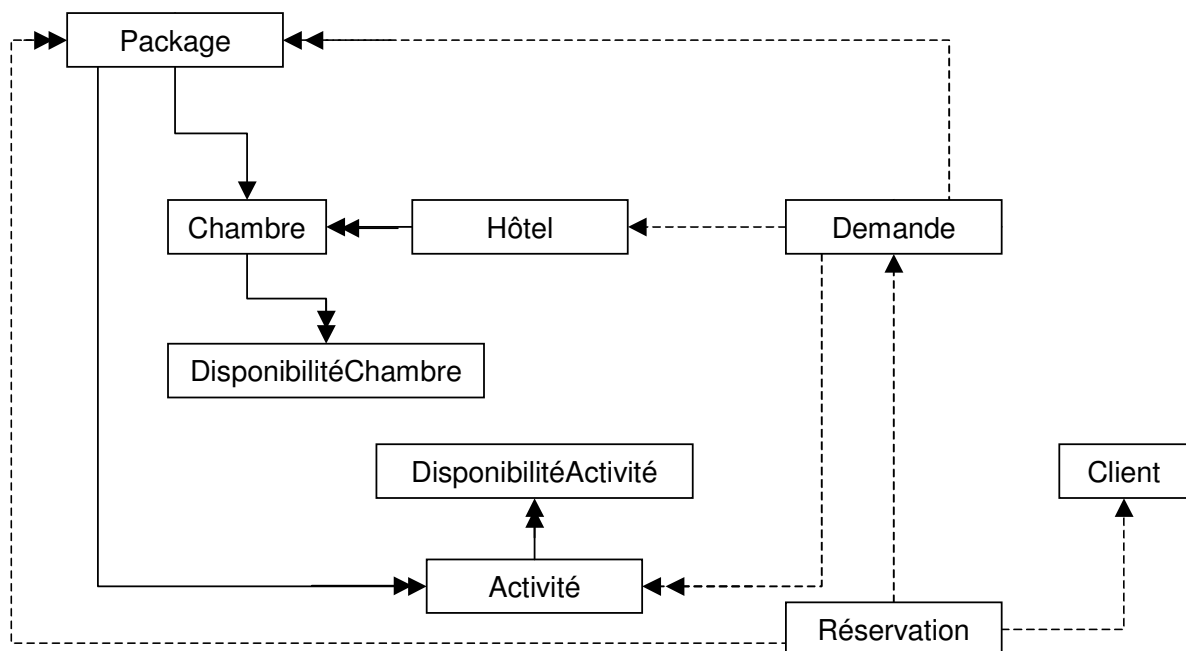 Package
Chambre
Hôtel
Demande
DisponibilitéChambre
DisponibilitéActivité
Client
Activité
Réservation